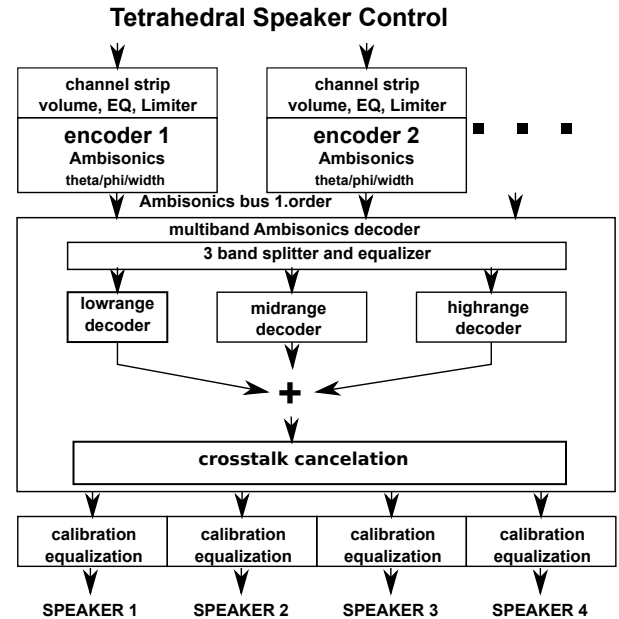 Tetrahedral Speaker Control
channel strip
volume, EQ, Limiter
encoder 1
Ambisonics
theta/phi/width
channel strip
volume, EQ, Limiter
encoder 2
Ambisonics
theta/phi/width
Ambisonics bus 1.order
multiband Ambisonics decoder
3 band splitter and equalizer
lowrange
decoder
midrange
decoder
highrange
decoder
+
crosstalk cancelation
calibration
equalization
calibration
equalization
calibration
equalization
calibration
equalization
SPEAKER 1
SPEAKER 2
SPEAKER 3
SPEAKER 4